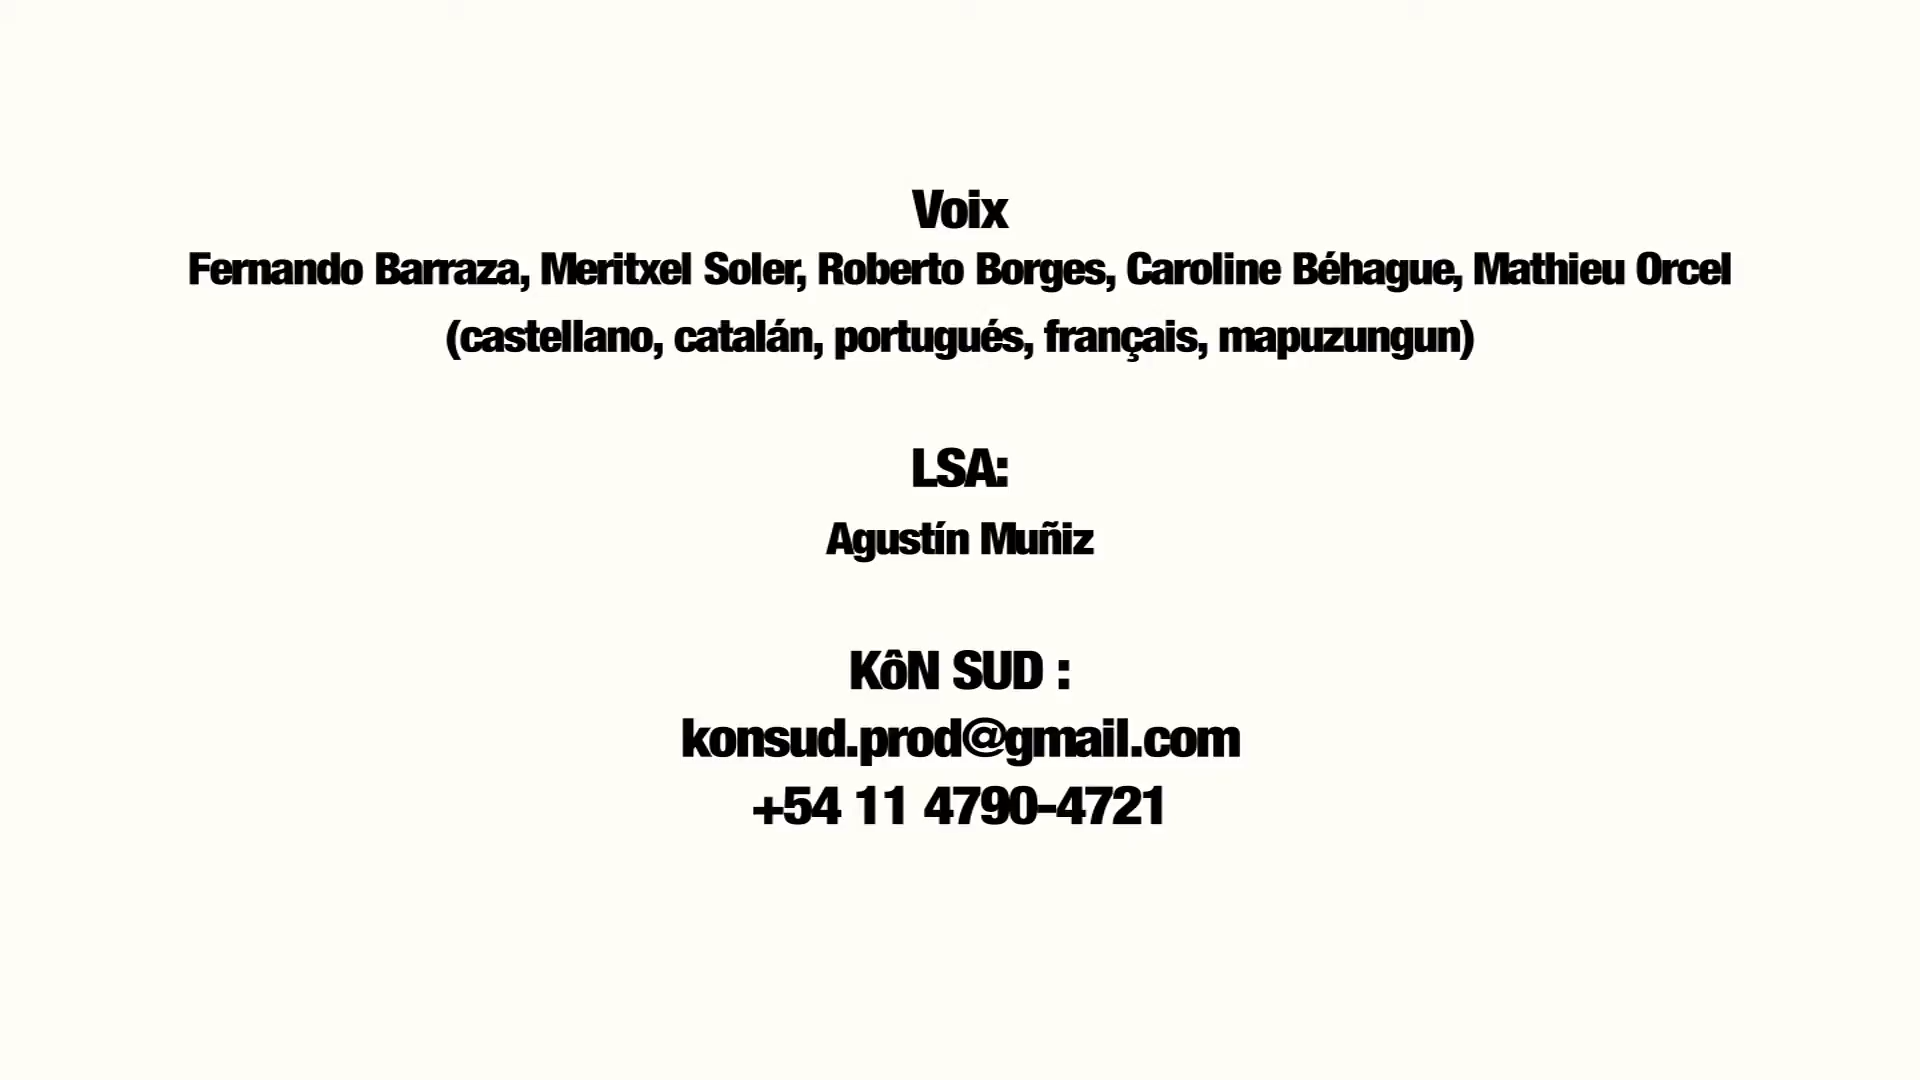 Voix
Fernando Barraza, Meritxel Soler, Roberto Borges, Caroline Béhague, Mathieu Orcel
(castellano, catalán, portugués, français, mapuzungun)
LSA:
Agustín Muñiz
KôN SUD :
konsud.prod@gmail.com
+54 11 4790-4721